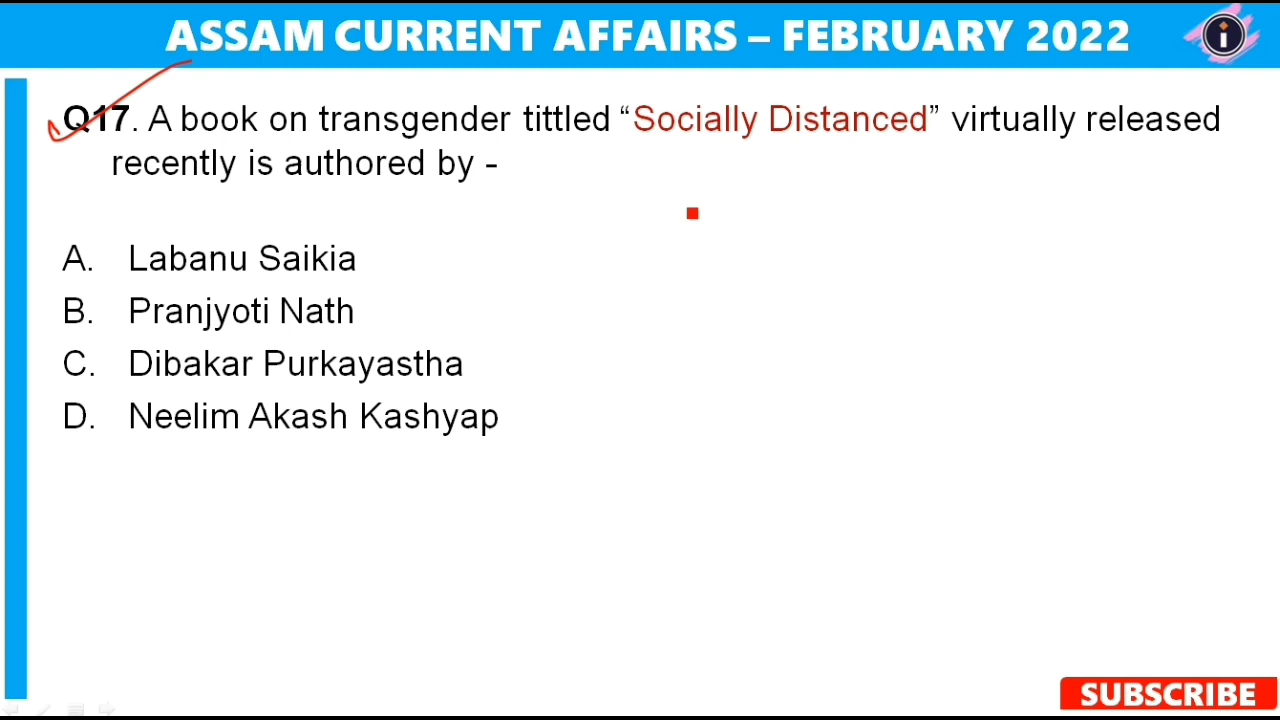 ASSAM CURRENT AFFAIRS – FEBRUARY 2022
i
Q17. A book on transgender tittled “Socially Distanced” virtually released
recently is authored by -
A. Labanu Saikia
B. Pranjyoti Nath
C. Dibakar Purkayastha
D. Neelim Akash Kashyap
SUBSCRIBE